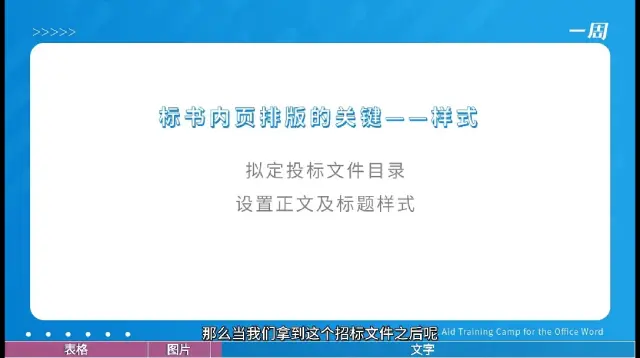 >>>>>
一周
标书内页排版的关键——样式
拟定投标文件目录
设置正文及标题样式
那么当我们拿到这个招标文件之后呢
Aid Training Camp for the Office Word
表格
图片
文字